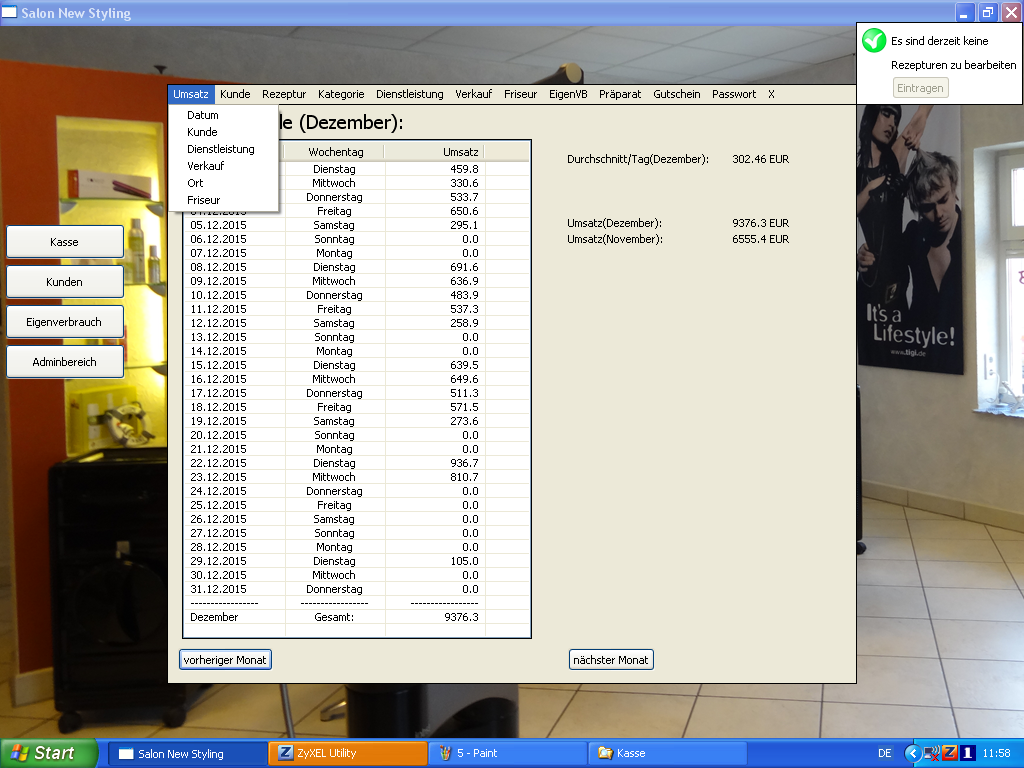 Salon New Styling
Es sind derzeit keine
Rezepturen zu bearbeiten
Eintragen
Umsatz Kunde Rezeptur Kategorie Dienstleistung Verkauf Friseur EigenVB Präparat Gutschein Passwort X
Datum
Kunde
Dienstleistung
Verkauf
Ort
Friseur
(Dezember):
Wochentag Umsatz
Dienstag 459.8
Mittwoch 330.6
Donnerstag 533.7
04.12.2015 Freitag 650.6
05.12.2015 Samstag 295.1
06.12.2015 Sonntag 0.0
07.12.2015 Montag 0.0
08.12.2015 Dienstag 691.6
09.12.2015 Mittwoch 636.9
10.12.2015 Donnerstag 483.9
11.12.2015 Freitag 537.3
12.12.2015 Samstag 258.9
13.12.2015 Sonntag 0.0
14.12.2015 Montag 0.0
15.12.2015 Dienstag 639.5
16.12.2015 Mittwoch 649.6
17.12.2015 Donnerstag 511.3
18.12.2015 Freitag 571.5
19.12.2015 Samstag 273.6
20.12.2015 Sonntag 0.0
21.12.2015 Montag 0.0
22.12.2015 Dienstag 936.7
23.12.2015 Mittwoch 810.7
24.12.2015 Donnerstag 0.0
25.12.2015 Freitag 0.0
26.12.2015 Samstag 0.0
27.12.2015 Sonntag 0.0
28.12.2015 Montag 0.0
29.12.2015 Dienstag 105.0
30.12.2015 Mittwoch 0.0
31.12.2015 Donnerstag 0.0
----------------- ----------------- -----------------
Dezember Gesamt: 9376.3
Durchschnitt/Tag(Dezember): 302.46 EUR
Umsatz(Dezember): 9376.3 EUR
Umsatz(November): 6555.4 EUR
vorheriger Monat
nächster Monat
Kasse
Kunden
Eigenverbrauch
Adminbereich
It's a
Lifestyle!
www.tigi.de
Start
Salon New Styling
ZyXEL Utility
5 - Paint
Kasse
DE
Z
1
11:58